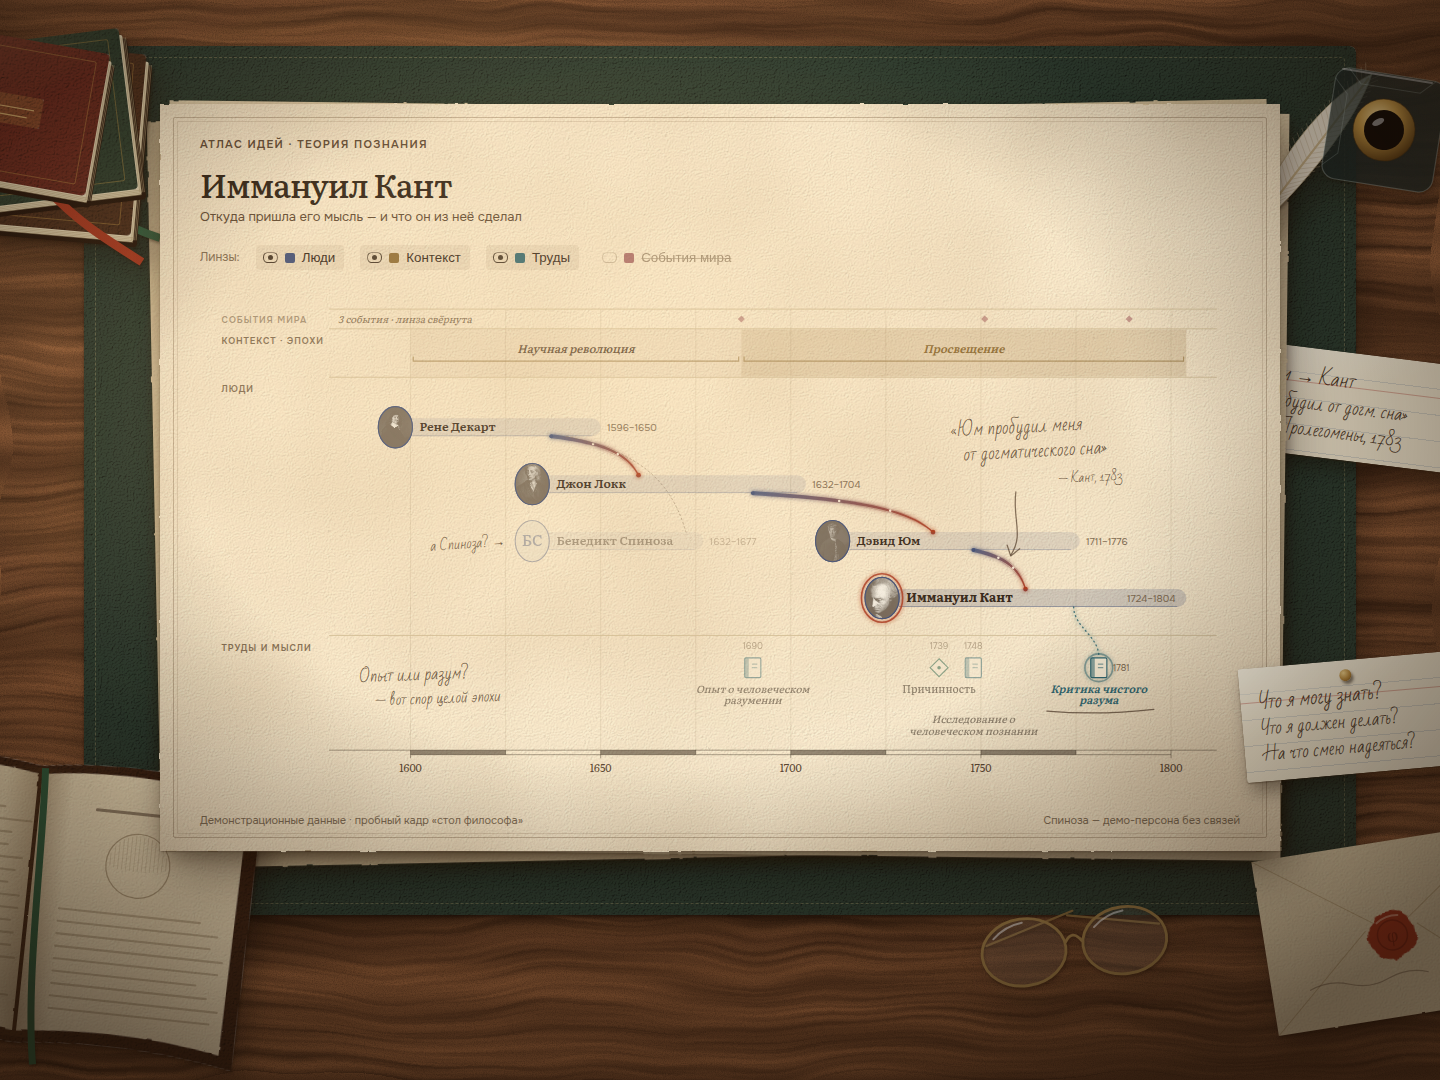 АТЛАС ИДЕЙ · ТЕОРИЯ ПОЗНАНИЯ
Иммануил Кант
Откуда пришла его мысль — и что он из неё сделал
Линзы: Люди Контекст Труды События мира
СОБЫТИЯ МИРА 3 события · линза свёрнута
КОНТЕКСТ · ЭПОХИ
Научная революция Просвещение
ЛЮДИ
→ Кант
будил от догм. сна»
Пролегомены, 1783
Рене Декарт 1596–1650
«Юм пробудил меня
от догматического сна»
— Кант, 1783
Джон Локк 1632–1704
а Спиноза? → БС Бенедикт Спиноза 1632–1677
Дэвид Юм 1711–1776
Иммануил Кант 1724–1804
ТРУДЫ И МЫСЛИ
Опыт или разум?
— вот спор целой эпохи
1690
Опыт о человеческом
разумении
1739
Причинность
1748
Исследование о
человеческом познании
1781
Критика чистого
разума
Что я могу знать?
Что я должен делать?
На что смею надеяться?
1600 1650 1700 1750 1800
Демонстрационные данные · пробный кадр «стол философа»
Спиноза — демо-персона без связей
φ